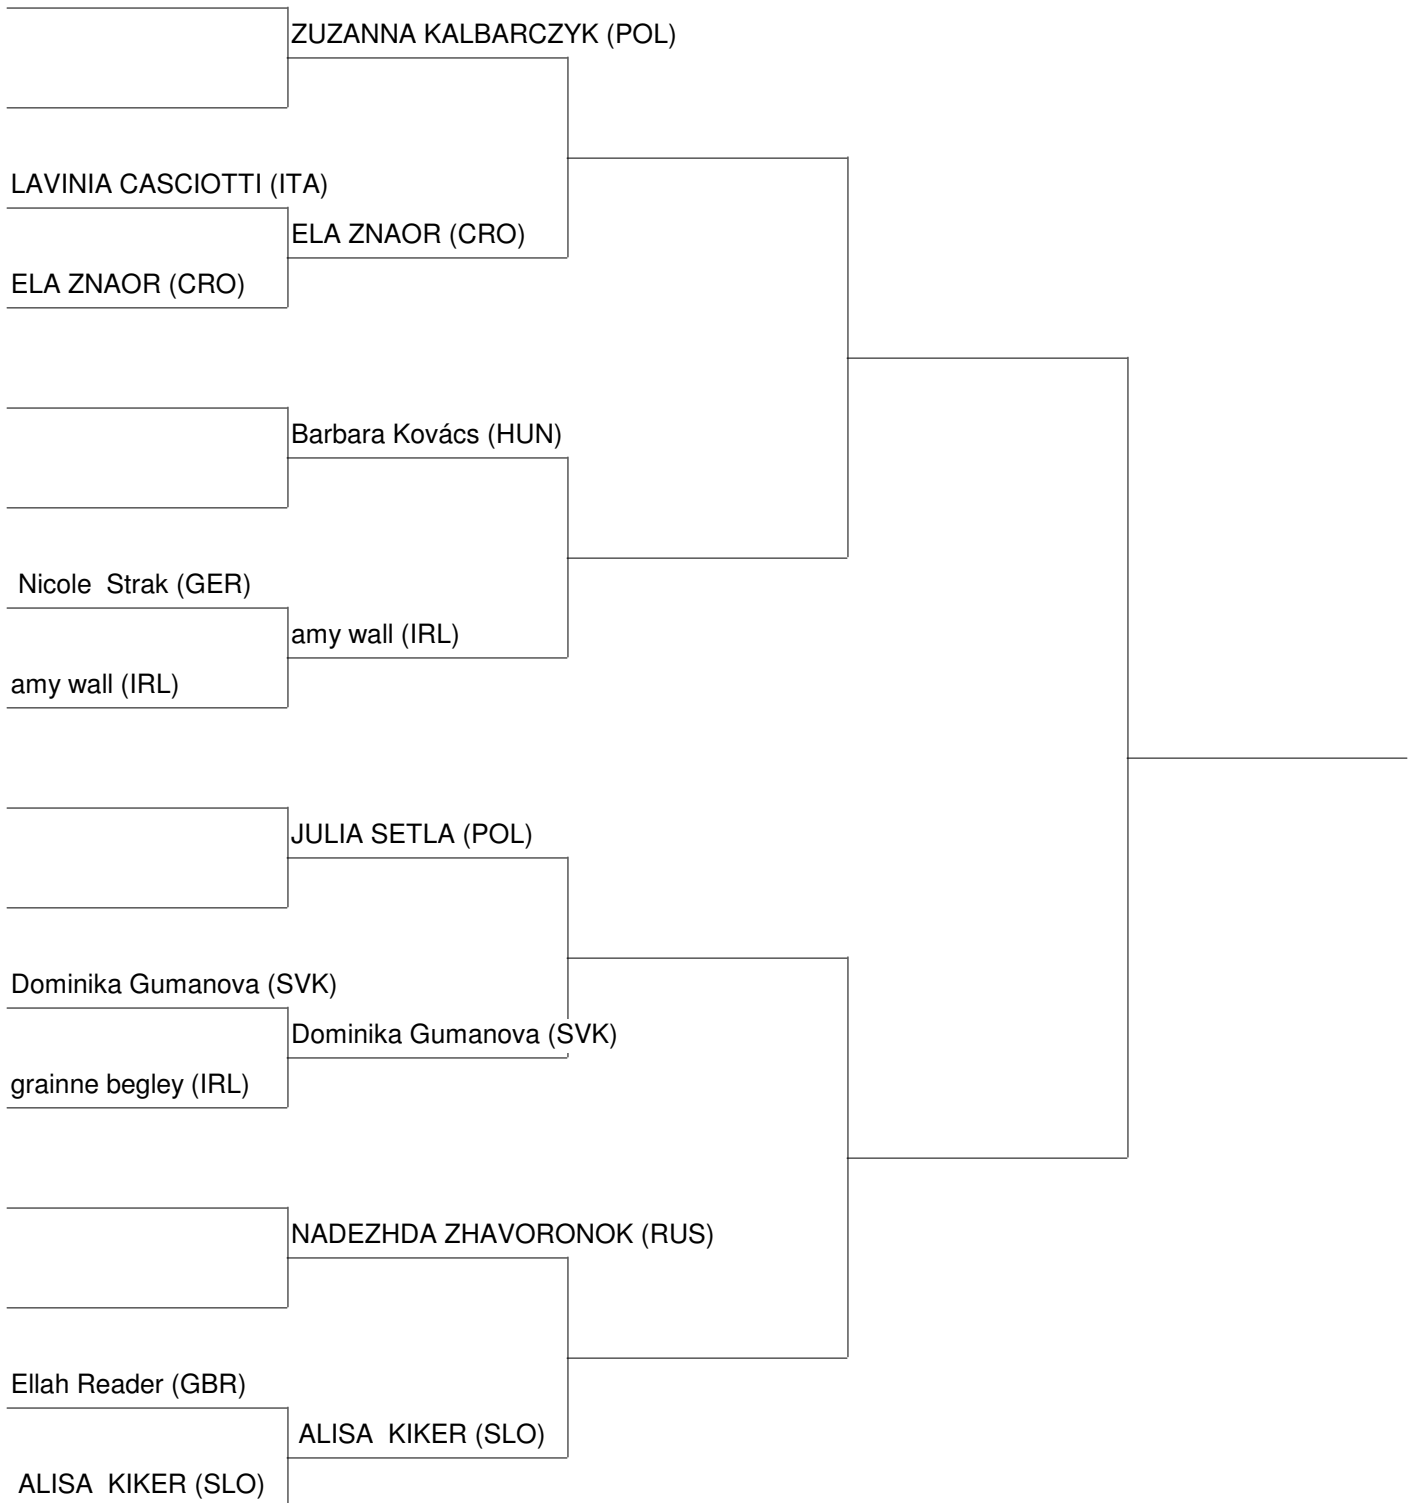 ZUZANNA KALBARCZYK (POL)
LAVINIA CASCIOTTI (ITA)
ELA ZNAOR (CRO)
ELA ZNAOR (CRO)
Barbara Kovács (HUN)
Nicole  Strak (GER)
amy wall (IRL)
amy wall (IRL)
JULIA SETLA (POL)
Dominika Gumanova (SVK)
Dominika Gumanova (SVK)
grainne begley (IRL)
NADEZHDA ZHAVORONOK (RUS)
Ellah Reader (GBR)
ALISA  KIKER (SLO)
ALISA  KIKER (SLO)